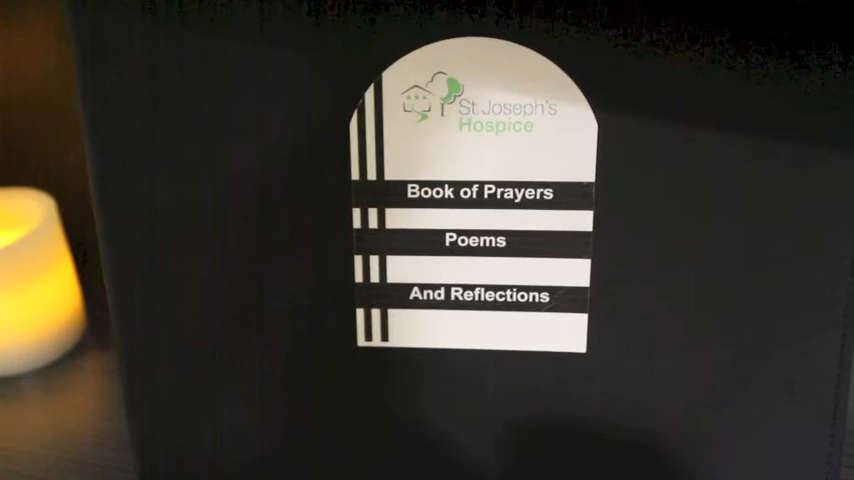 St.Joseph's
Hospice
Book of Prayers
Poems
And Reflections